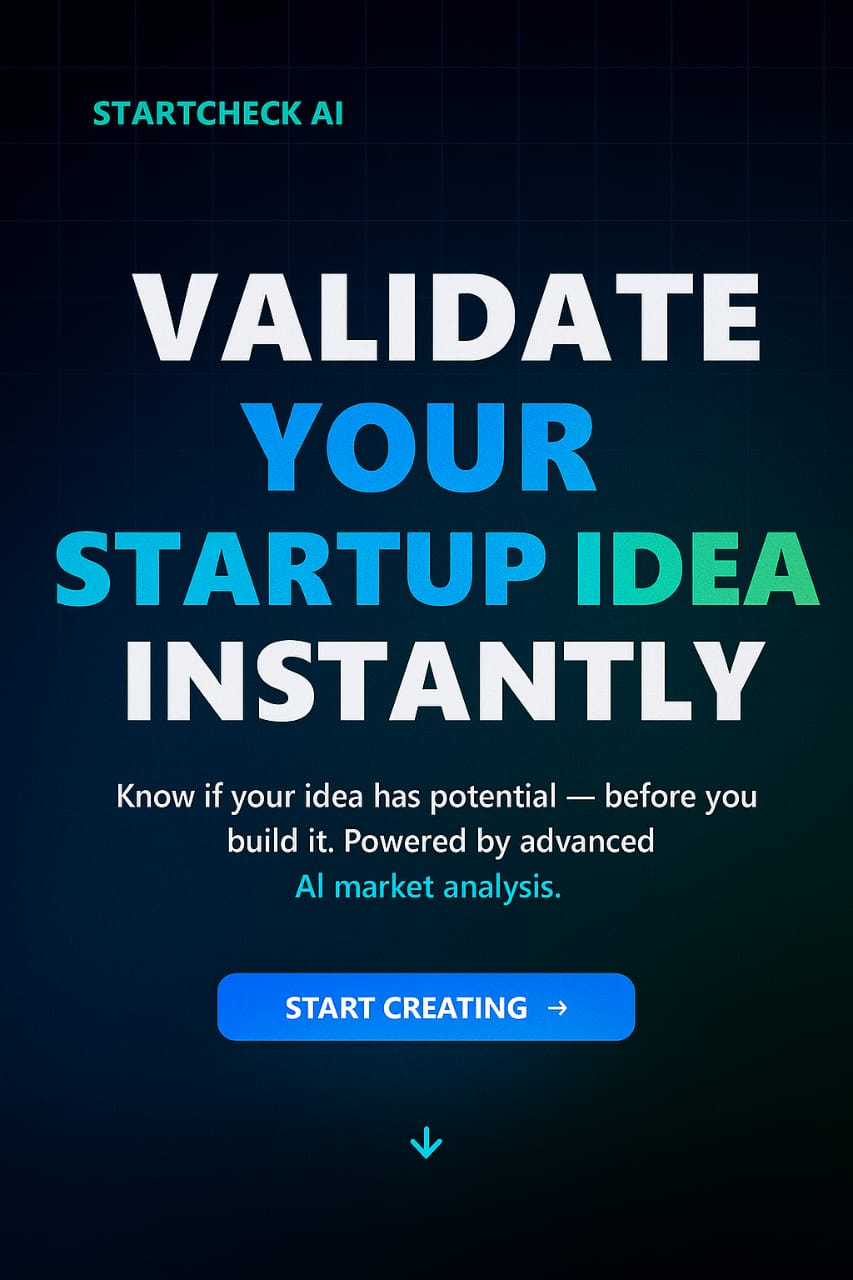 STARTCHECK AI
VALIDATE
YOUR
STARTUP IDEA
INSTANTLY
Know if your idea has potential — before you
build it. Powered by advanced
AI market analysis.
START CREATING →
↓